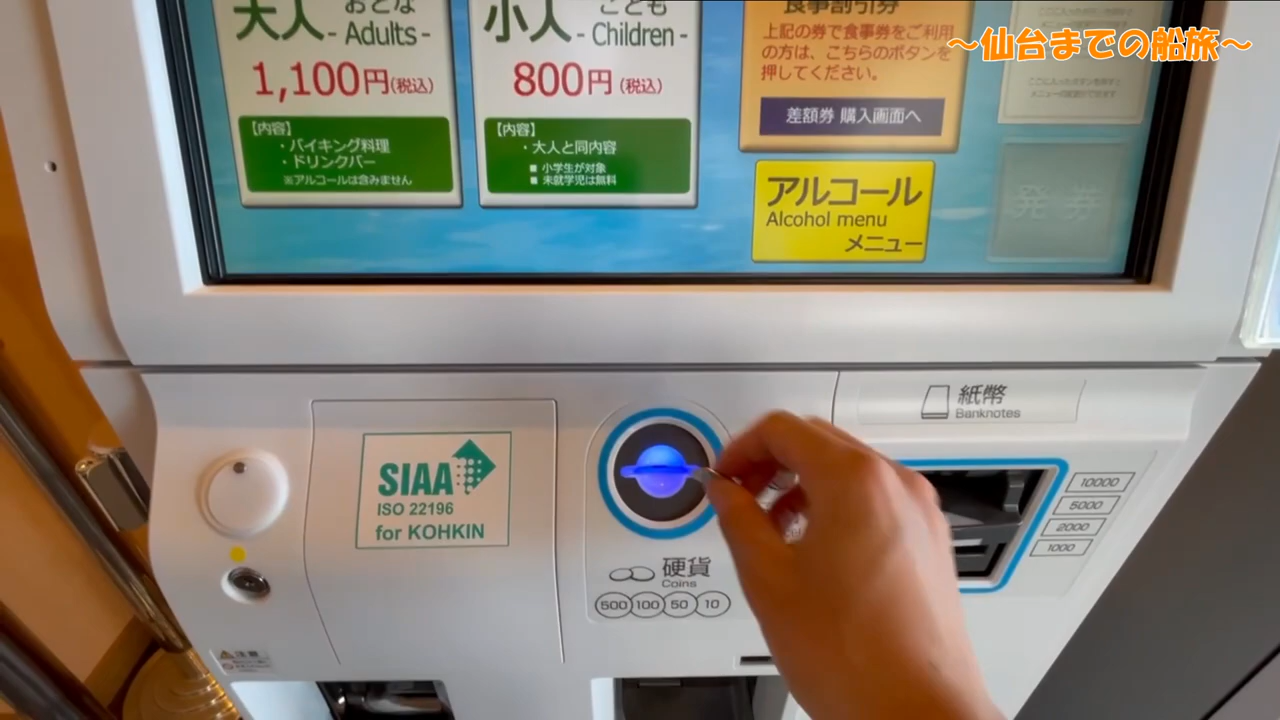 大人 おとな
- Adults -
1,100円(税込)
【内容】
・バイキング料理
・ドリンクバー
※アルコールは含みません
小人 こども
- Children -
800円(税込)
【内容】
・大人と同内容
■ 小学生が対象
■ 未就学児は無料
食事割引券
上記の券で食事券をご利用
の方は、こちらのボタンを
押してください。
差額券 購入画面へ
アルコール
Alcohol menu
メニュー
発 券
～仙台までの船旅～
SIAA
ISO 22196
for KOHKIN
硬貨
Coins
500 100 50 10
紙幣
Banknotes
10000
5000
2000
1000
注意